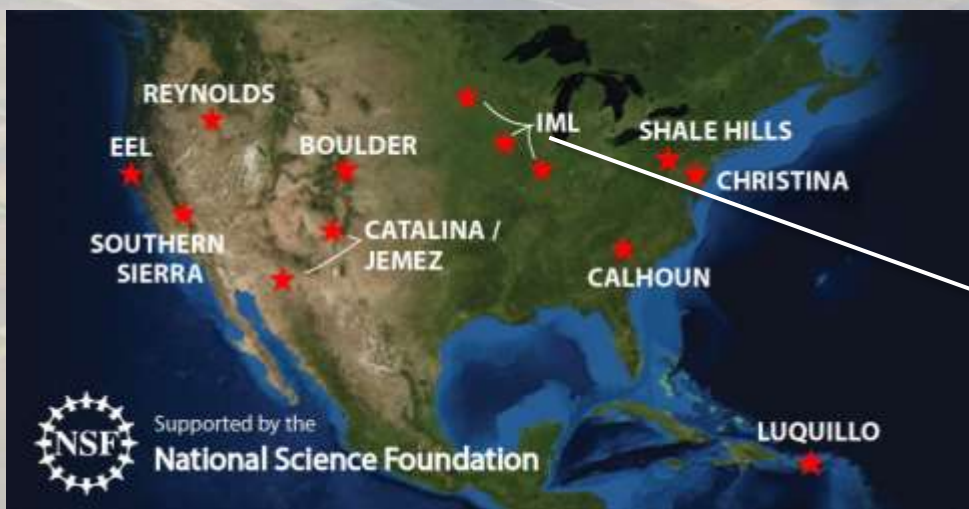 REYNOLDS
IML
EEL
BOULDER
SHALE HILLS
CHRISTINA
SOUTHERN
SIERRA
CATALINA /
JEMEZ
CALHOUN
LUQUILLO
NSF
Supported by the
National Science Foundation